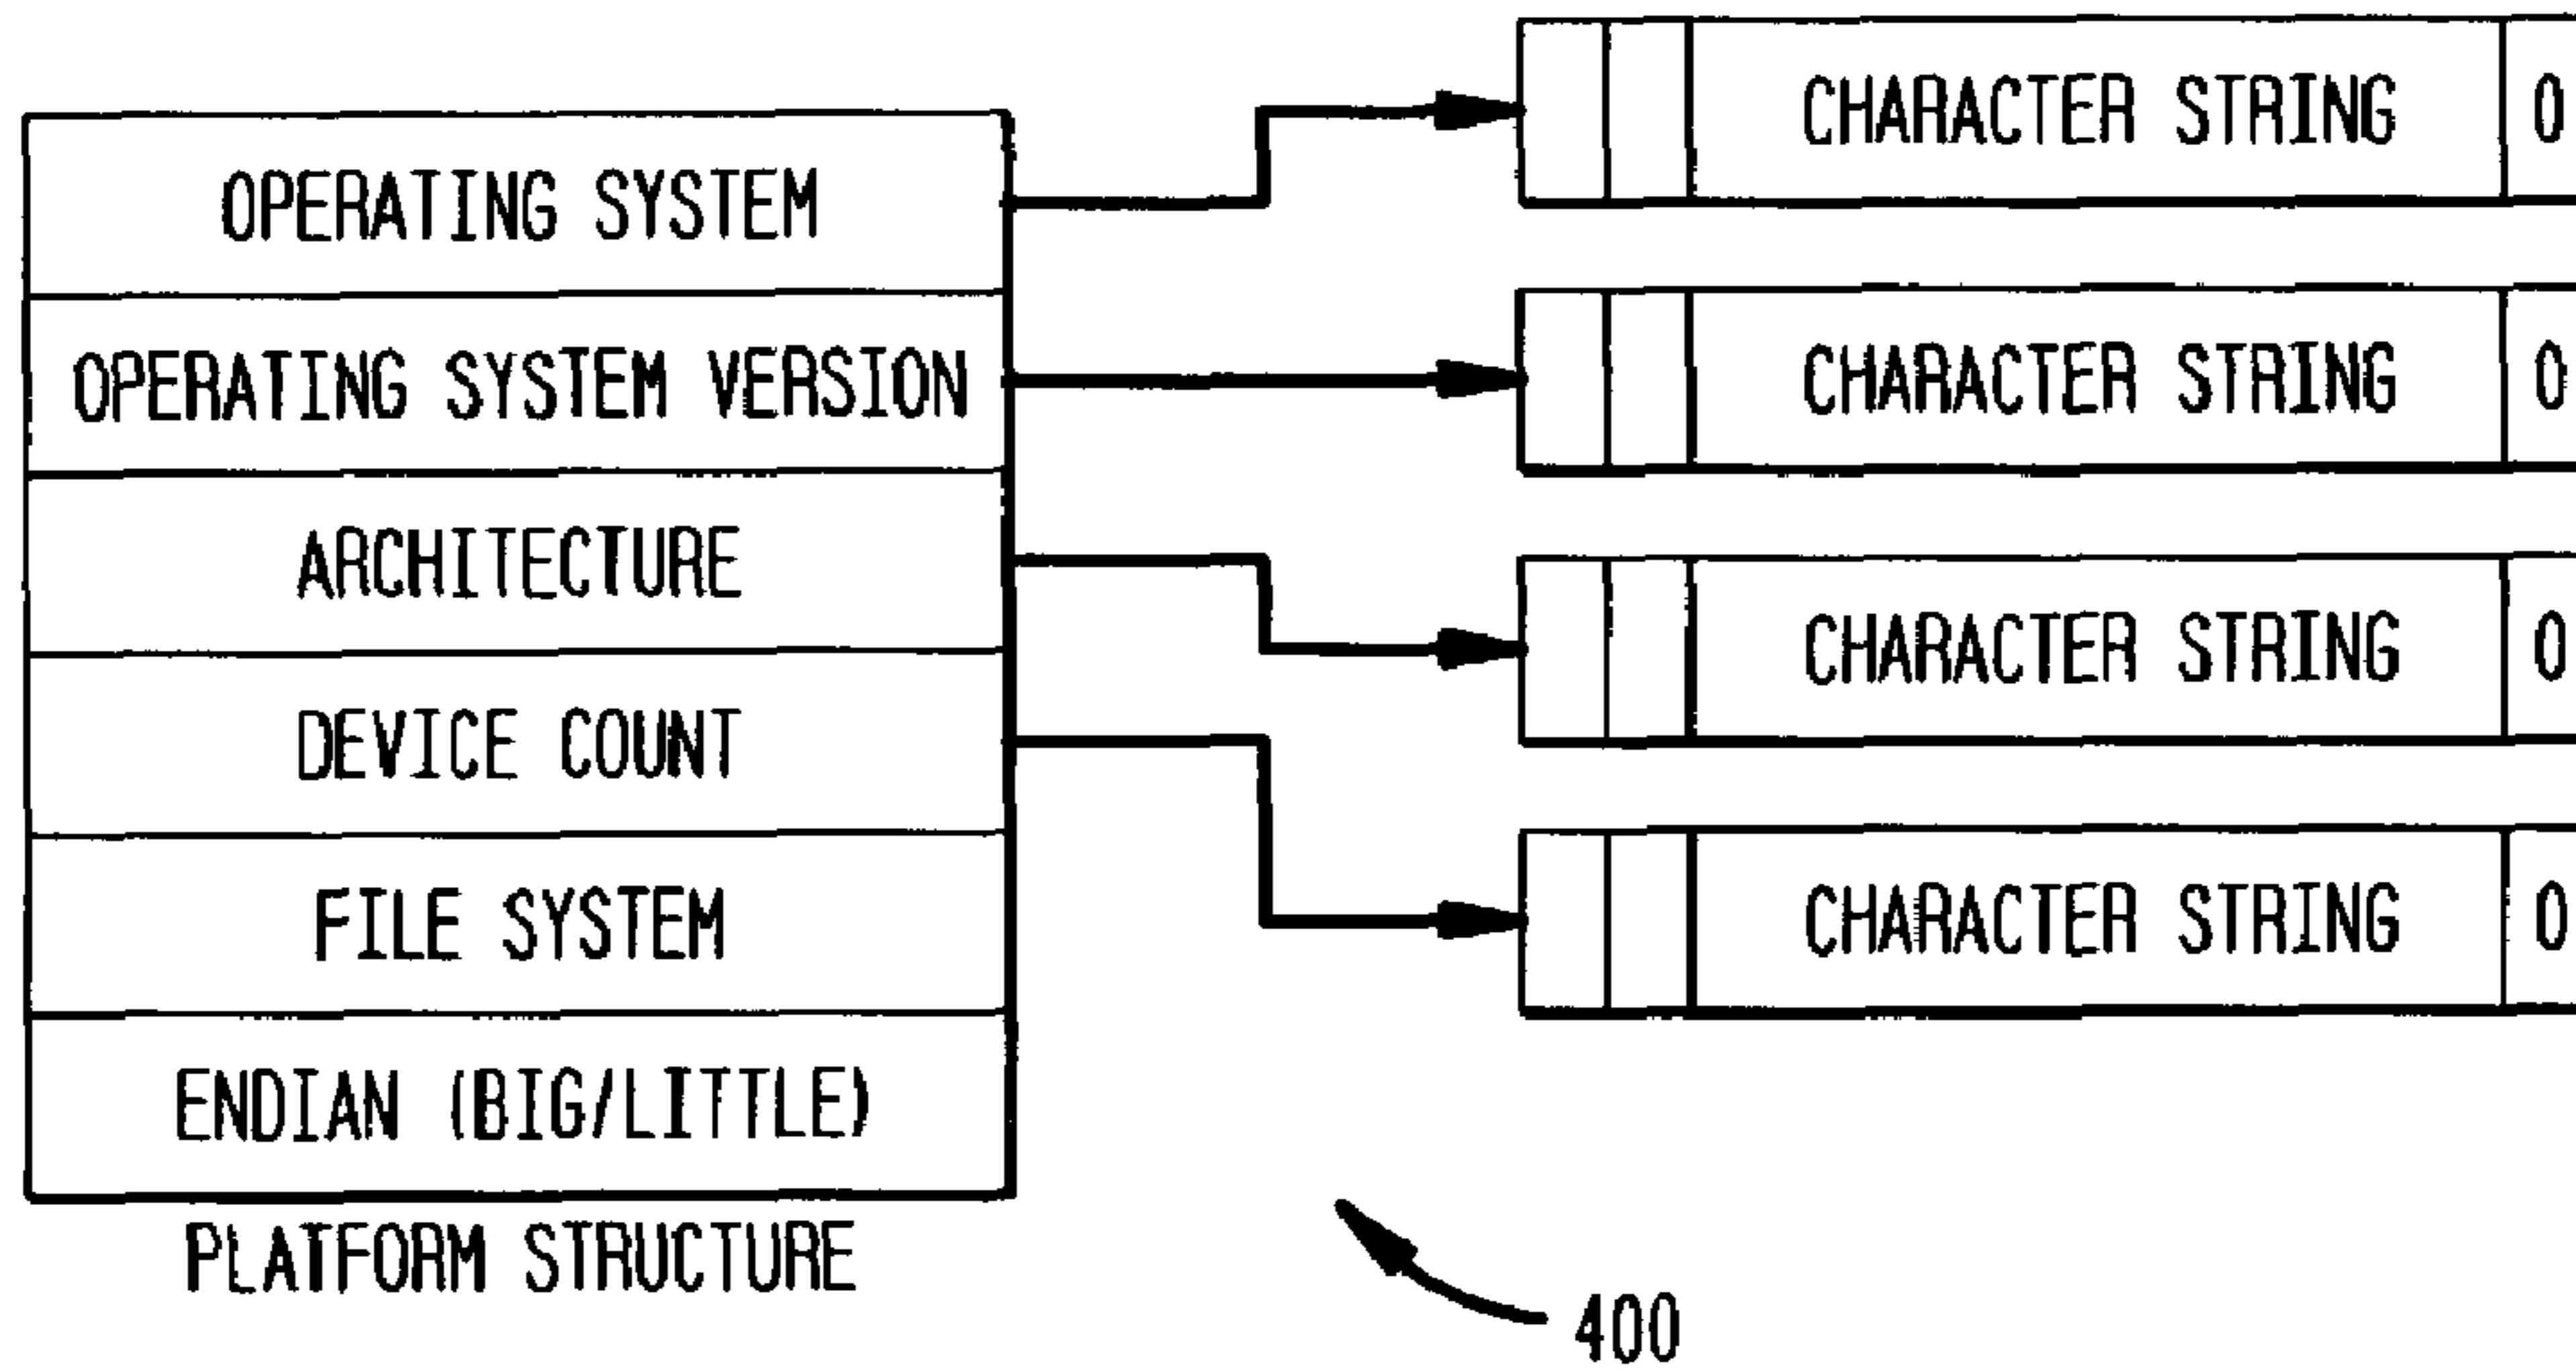 OPERATING SYSTEM
OPERATING SYSTEM VERSION
ARCHITECTURE
DEVICE COUNT
FILE SYSTEM
ENDIAN (BIG/LITTLE)
PLATFORM STRUCTURE
CHARACTER STRING 0
CHARACTER STRING 0
CHARACTER STRING 0
CHARACTER STRING 0
400